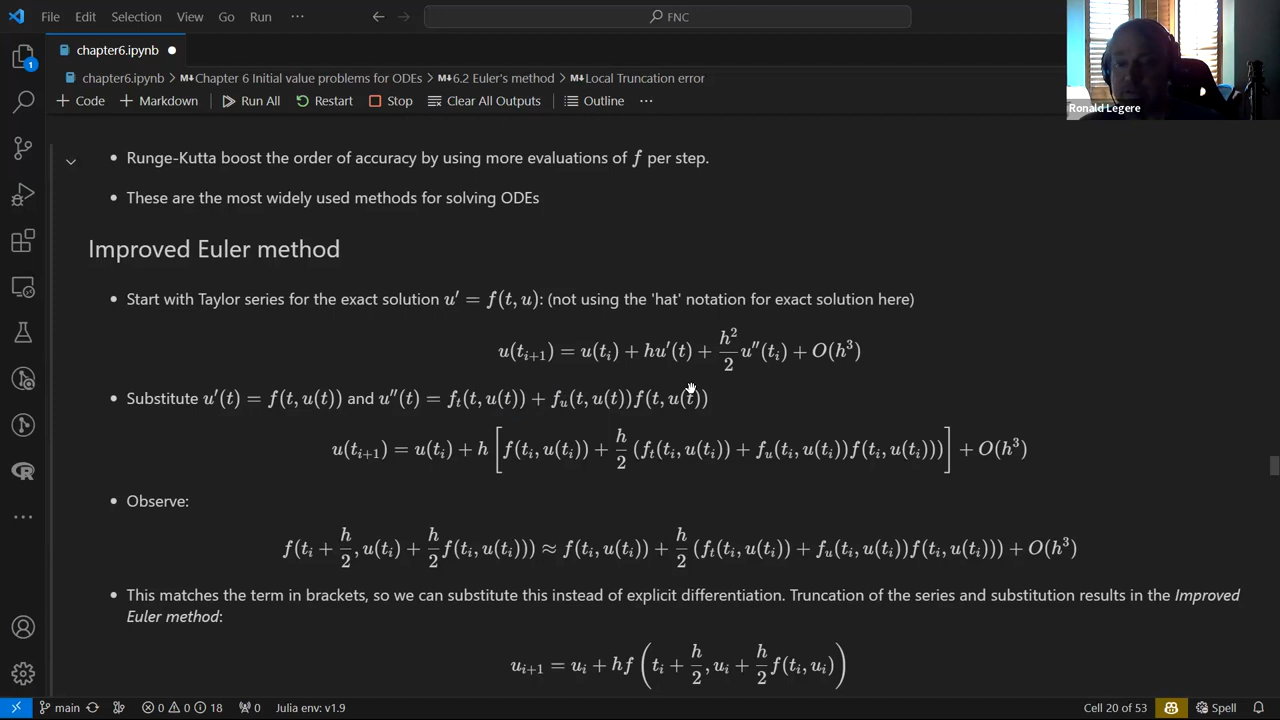 File Edit Selection View Go Run ··· FNC
chapter6.ipynb
chapter6.ipynb > Chapter 6 Initial value problems for ODEs > 6.2 Euler's method > Local Truncation error
+ Code + Markdown Run All Restart Stop Clear All Outputs Outline ···
Ronald Legere
1
• Runge-Kutta boost the order of accuracy by using more evaluations of f per step.
• These are the most widely used methods for solving ODEs
Improved Euler method
• Start with Taylor series for the exact solution u′ = f(t, u): (not using the 'hat' notation for exact solution here)
u(t_{i+1}) = u(t_i) + hu′(t) + \frac{h^2}{2} u″(t_i) + O(h^3)
• Substitute u′(t) = f(t, u(t)) and u″(t) = f_t(t, u(t)) + f_u(t, u(t))f(t, u(t))
u(t_{i+1}) = u(t_i) + h [ f(t_i, u(t_i)) + \frac{h}{2} (f_t(t_i, u(t_i)) + f_u(t_i, u(t_i))f(t_i, u(t_i))) ] + O(h^3)
• Observe:
f(t_i + \frac{h}{2}, u(t_i) + \frac{h}{2} f(t_i, u(t_i))) ≈ f(t_i, u(t_i)) + \frac{h}{2} (f_t(t_i, u(t_i)) + f_u(t_i, u(t_i))f(t_i, u(t_i))) + O(h^3)
• This matches the term in brackets, so we can substitute this instead of explicit differentiation. Truncation of the series and substitution results in the Improved
Euler method:
u_{i+1} = u_i + hf ( t_i + \frac{h}{2}, u_i + \frac{h}{2} f(t_i, u_i) )
main 0 0 18 0 Julia env: v1.9 Cell 20 of 53 Spell